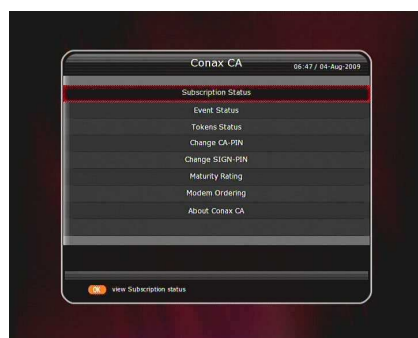 Conax CA
06:47 / 04-Aug-2009
Subscription Status
Event Status
Tokens Status
Change CA-PIN
Change SIGN-PIN
Maturity Rating
Modem Ordering
About Conax CA
OK view Subscription status